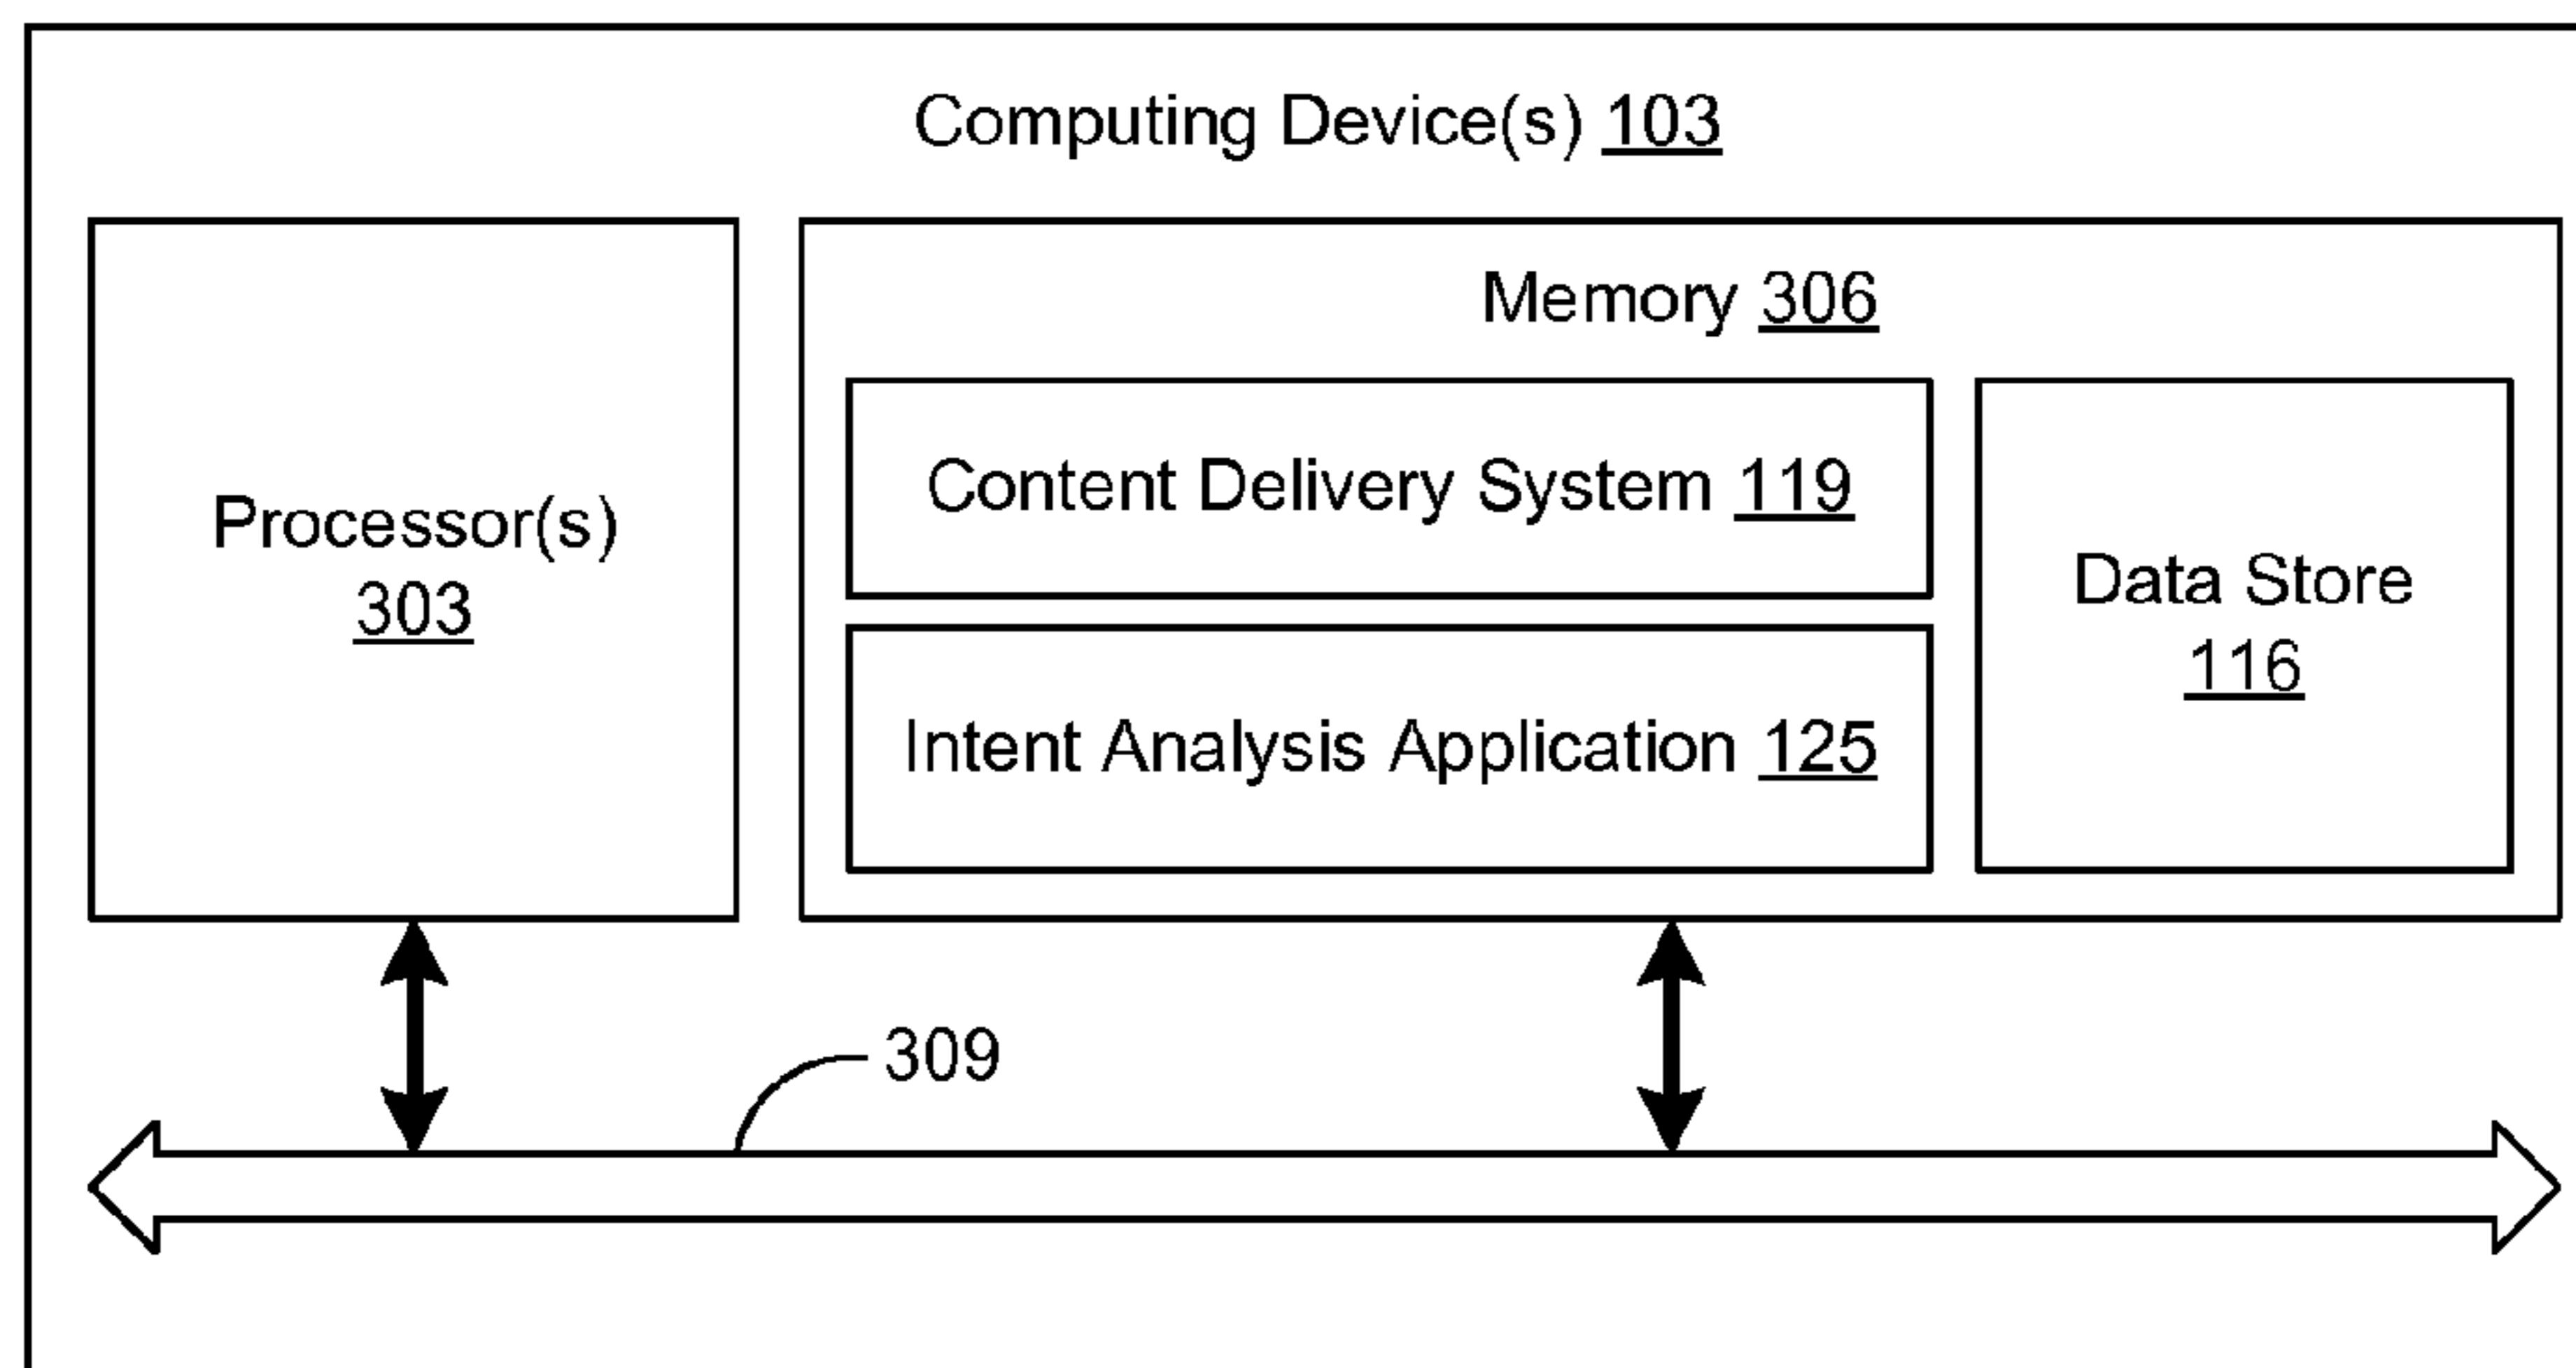 Computing Device(s) 103
Processor(s)
303
Memory 306
Content Delivery System 119
Intent Analysis Application 125
Data Store
116
309